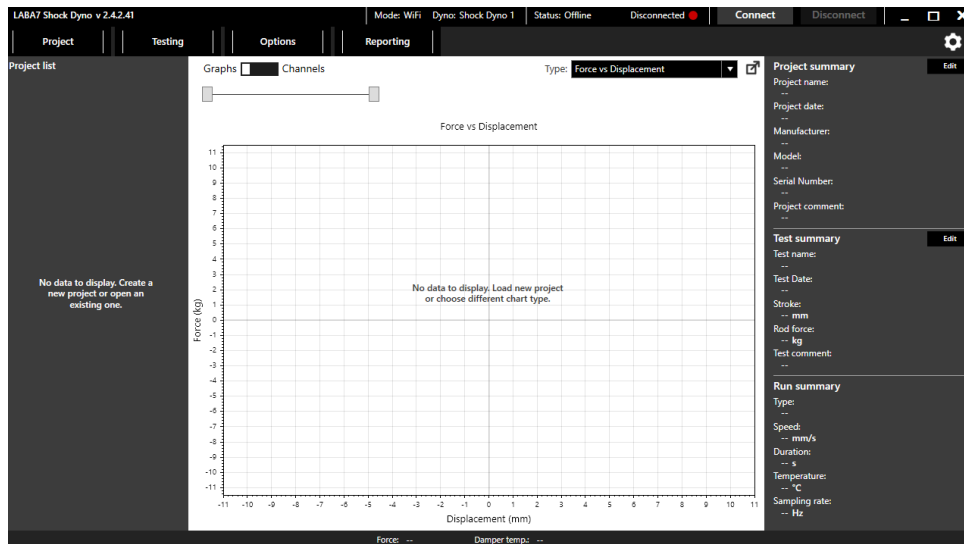 LABA7 Shock Dyno v 2.4.2.41
Mode: WiFi Dyno: Shock Dyno 1 Status: Offline Disconnected Connect Disconnect
Project Testing Options Reporting
Project list
No data to display. Create a
new project or open an
existing one.
Graphs Channels
Type: Force vs Displacement
Force vs Displacement
11
10
9
8
7
6
5
4
3
2
1
0
-1
-2
-3
-4
-5
-6
-7
-8
-9
-10
-11
Force (kg)
No data to display. Load new project
or choose different chart type.
-11 -10 -9 -8 -7 -6 -5 -4 -3 -2 -1 0 1 2 3 4 5 6 7 8 9 10 11
Displacement (mm)
Project summary Edit
Project name:
--
Project date:
--
Manufacturer:
--
Model:
--
Serial Number:
--
Project comment:
--
Test summary Edit
Test name:
--
Test Date:
--
Stroke:
-- mm
Rod force:
-- kg
Test comment:
--
Run summary
Type:
--
Speed:
-- mm/s
Duration:
-- s
Temperature:
-- °C
Sampling rate:
-- Hz
Force: -- Damper temp.: --